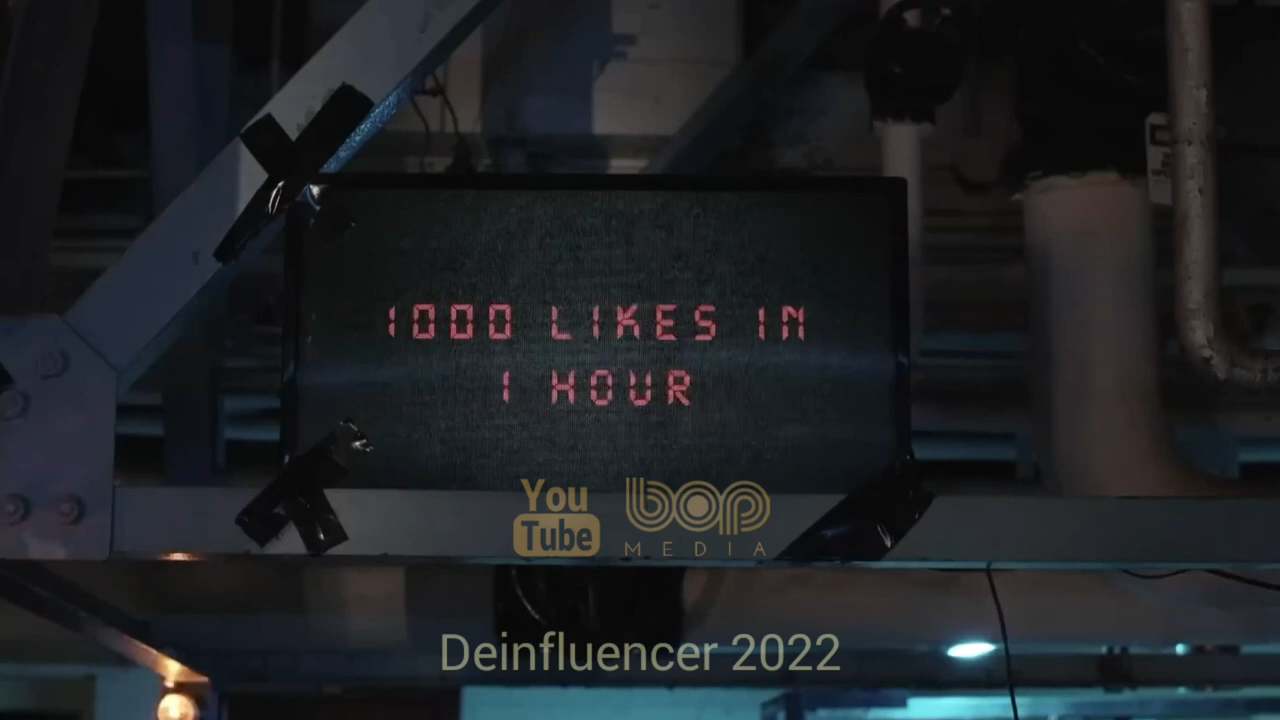 1000 LIKES IN
1 HOUR
You
Tube
bop
MEDIA
Deinfluencer 2022